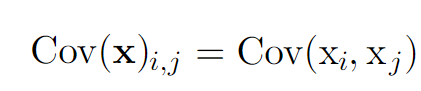 Cov(𝐱)_{i,j} = Cov(x_i, x_j)